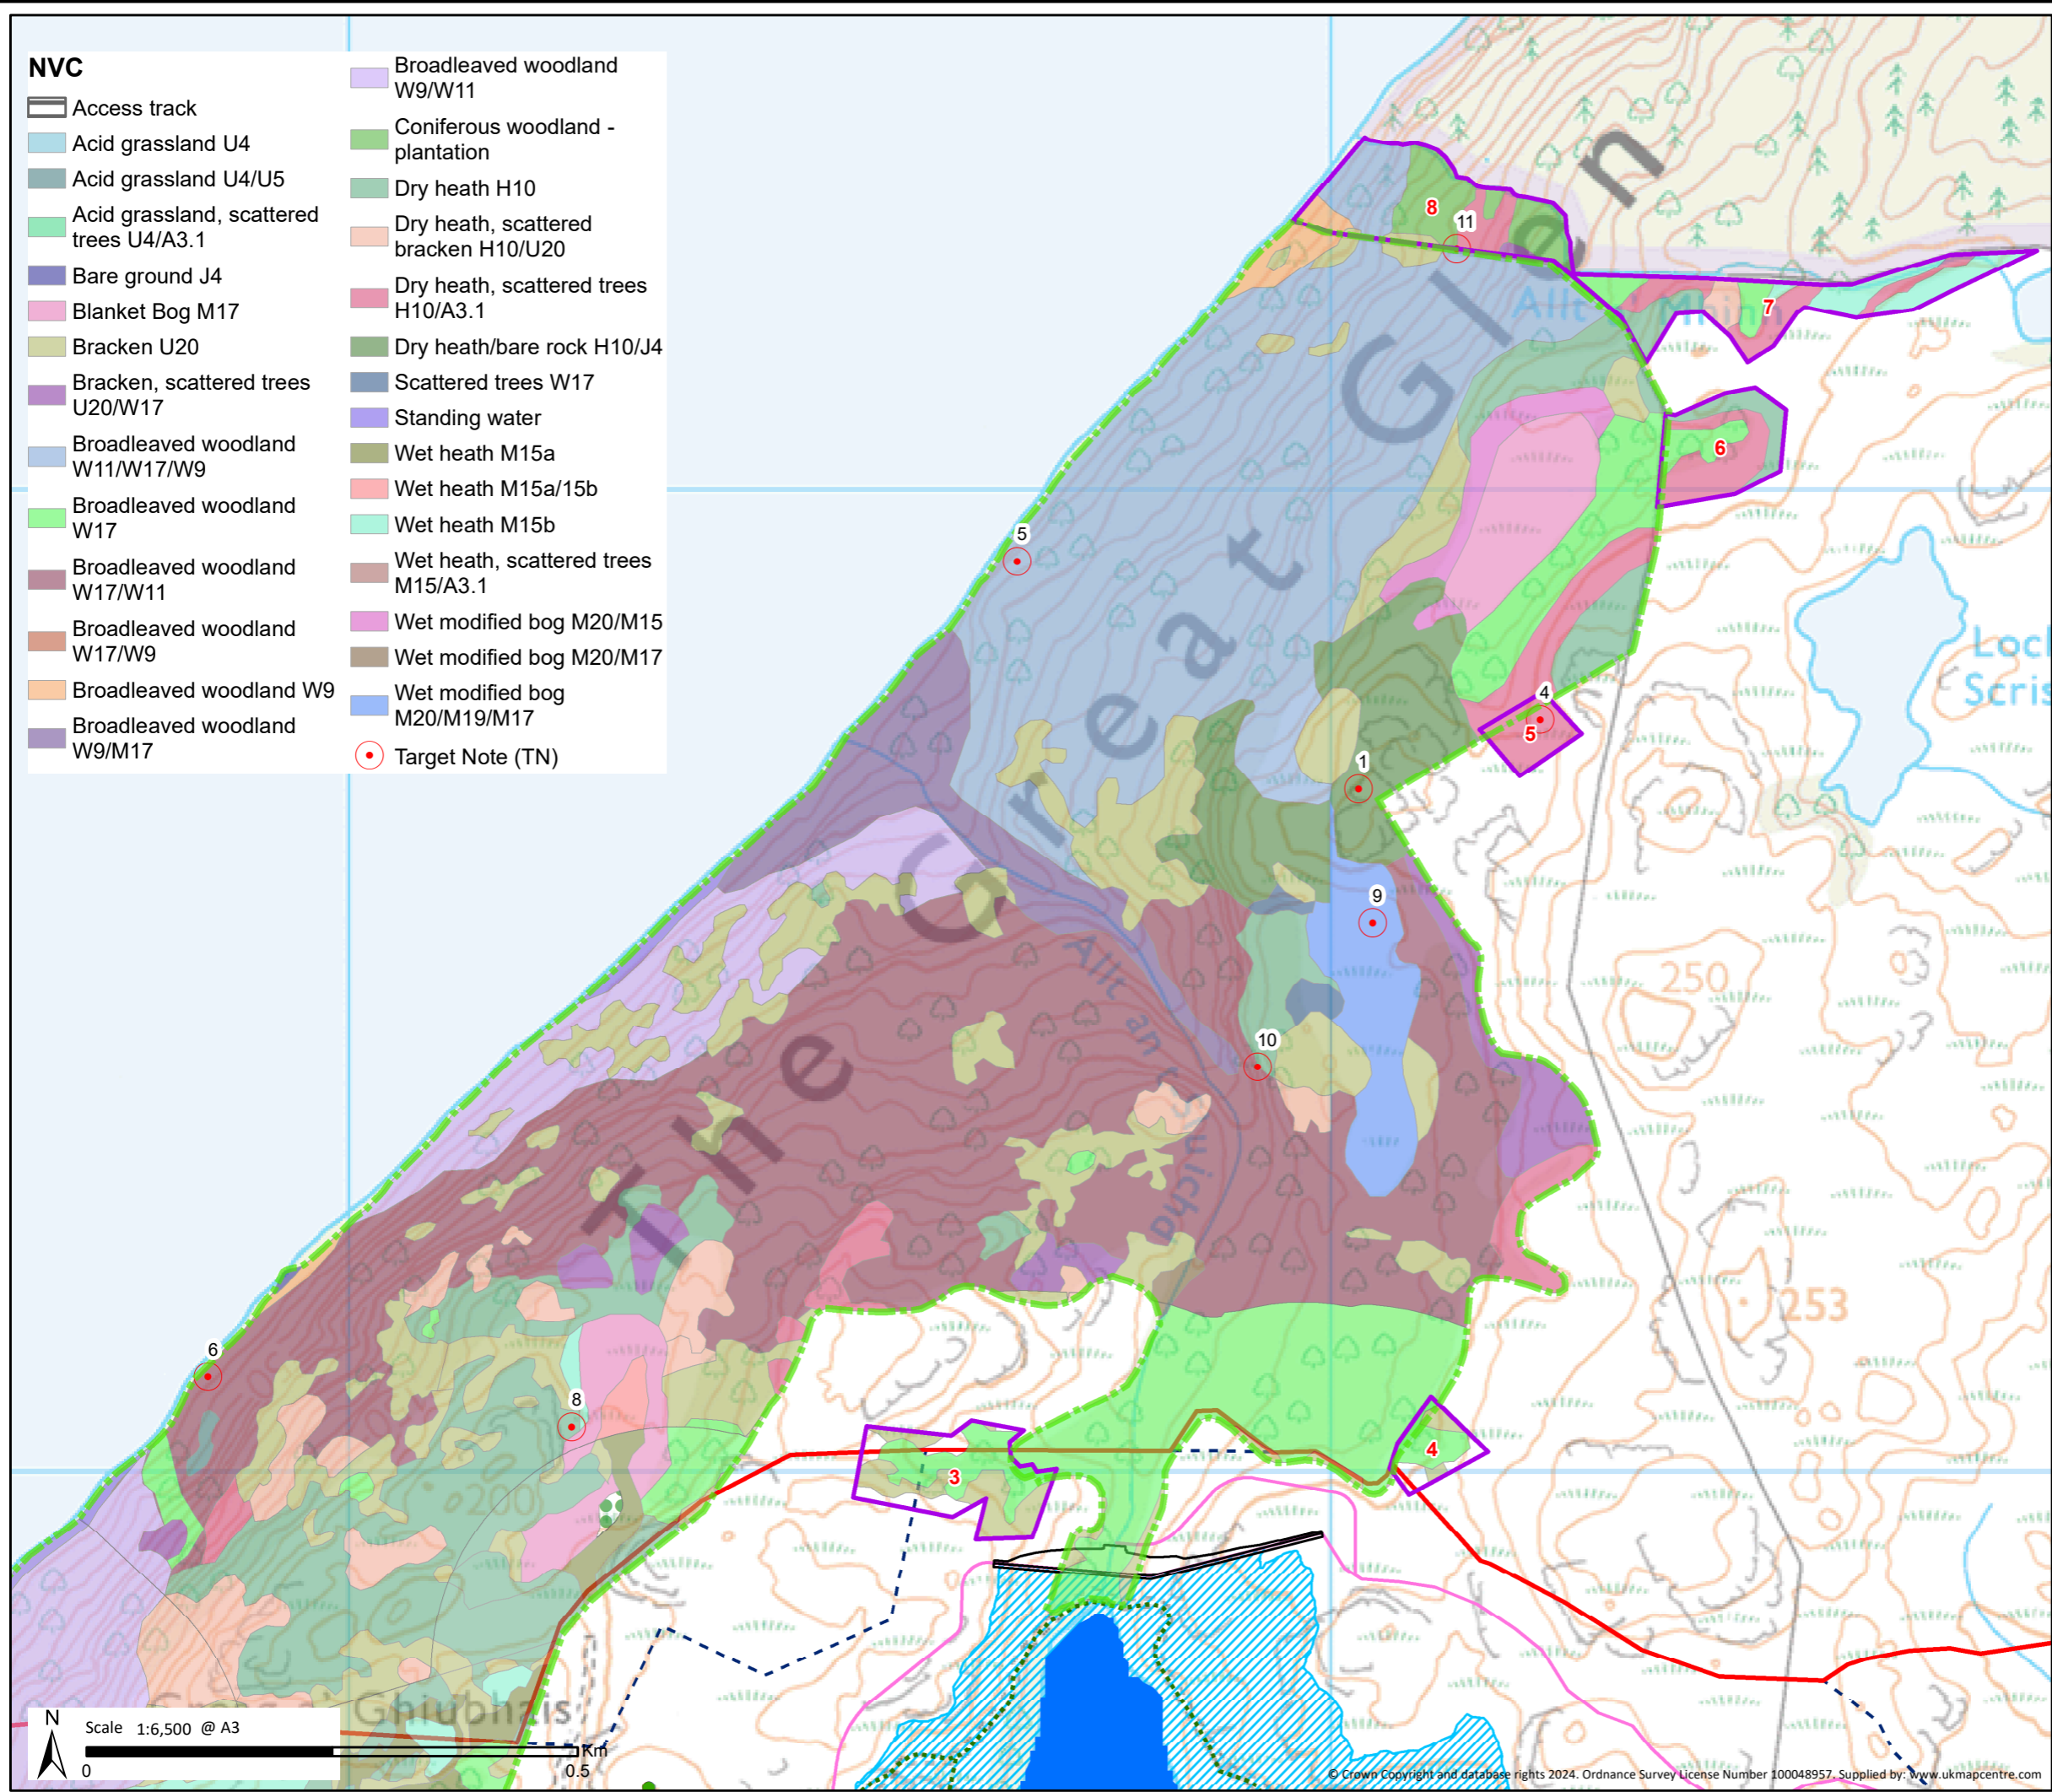 NVC
Access track
Acid grassland U4
Acid grassland U4/U5
Acid grassland, scattered
trees U4/A3.1
Bare ground J4
Blanket Bog M17
Bracken U20
Bracken, scattered trees
U20/W17
Broadleaved woodland
W11/W17/W9
Broadleaved woodland
W17
Broadleaved woodland
W17/W11
Broadleaved woodland
W17/W9
Broadleaved woodland W9
Broadleaved woodland
W9/M17
Broadleaved woodland
W9/W11
Coniferous woodland -
plantation
Dry heath H10
Dry heath, scattered
bracken H10/U20
Dry heath, scattered trees
H10/A3.1
Dry heath/bare rock H10/J4
Scattered trees W17
Standing water
Wet heath M15a
Wet heath M15a/15b
Wet heath M15b
Wet heath, scattered trees
M15/A3.1
Wet modified bog M20/M15
Wet modified bog M20/M17
Wet modified bog
M20/M19/M17
Target Note (TN)
The Great Glen
8
11
7
6
5
4
5
1
9
250
10
253
6
8
200
3
4
Loch
Scris
Allt an
N
Scale 1:6,500 @ A3
Km
0
0.5
© Crown Copyright and database rights 2024. Ordnance Survey License Number 100048957. Supplied by: www.ukmapcentre.com